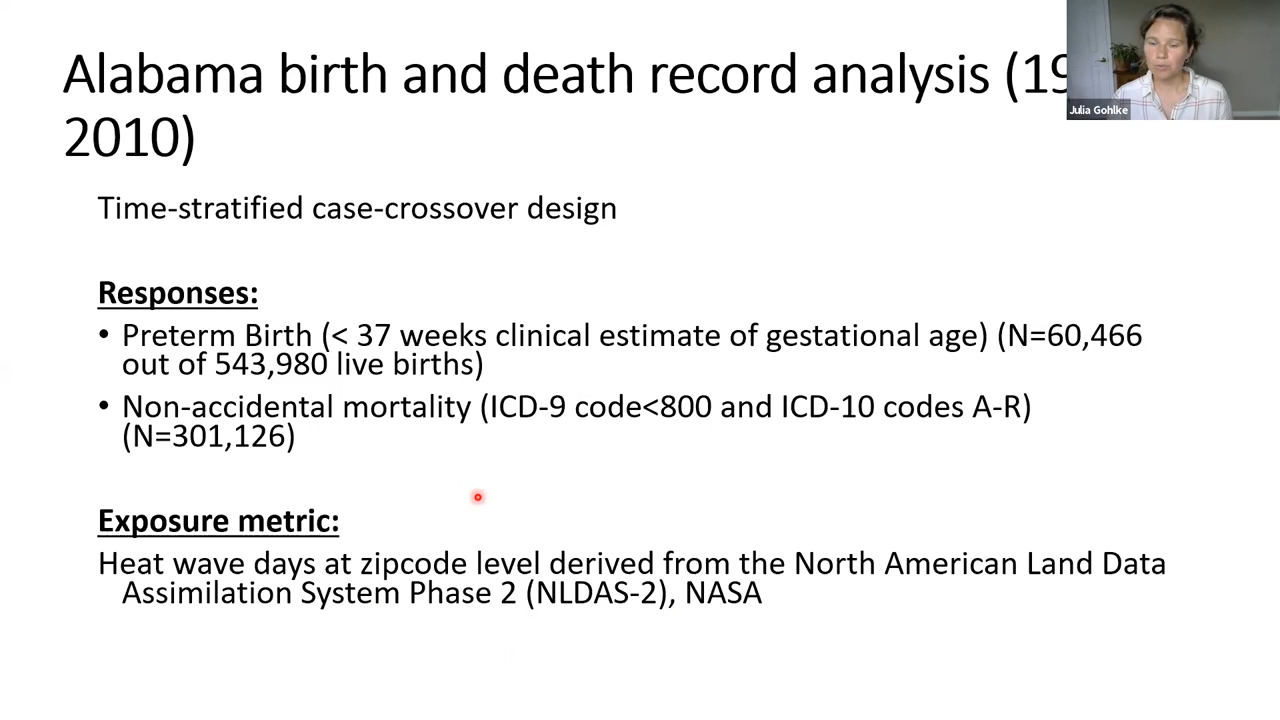 Alabama birth and death record analysis (19
2010)
Julia Gohlke
Time-stratified case-crossover design
Responses:
• Preterm Birth (< 37 weeks clinical estimate of gestational age) (N=60,466
out of 543,980 live births)
• Non-accidental mortality (ICD-9 code<800 and ICD-10 codes A-R)
(N=301,126)
Exposure metric:
Heat wave days at zipcode level derived from the North American Land Data
Assimilation System Phase 2 (NLDAS-2), NASA